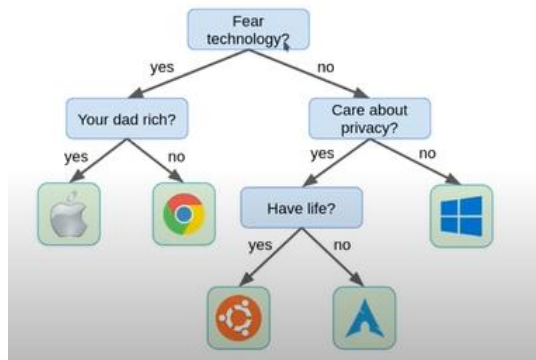 Fear
technology?
yes
no
Your dad rich?
Care about
privacy?
yes
no
yes
no
Have life?
yes
no